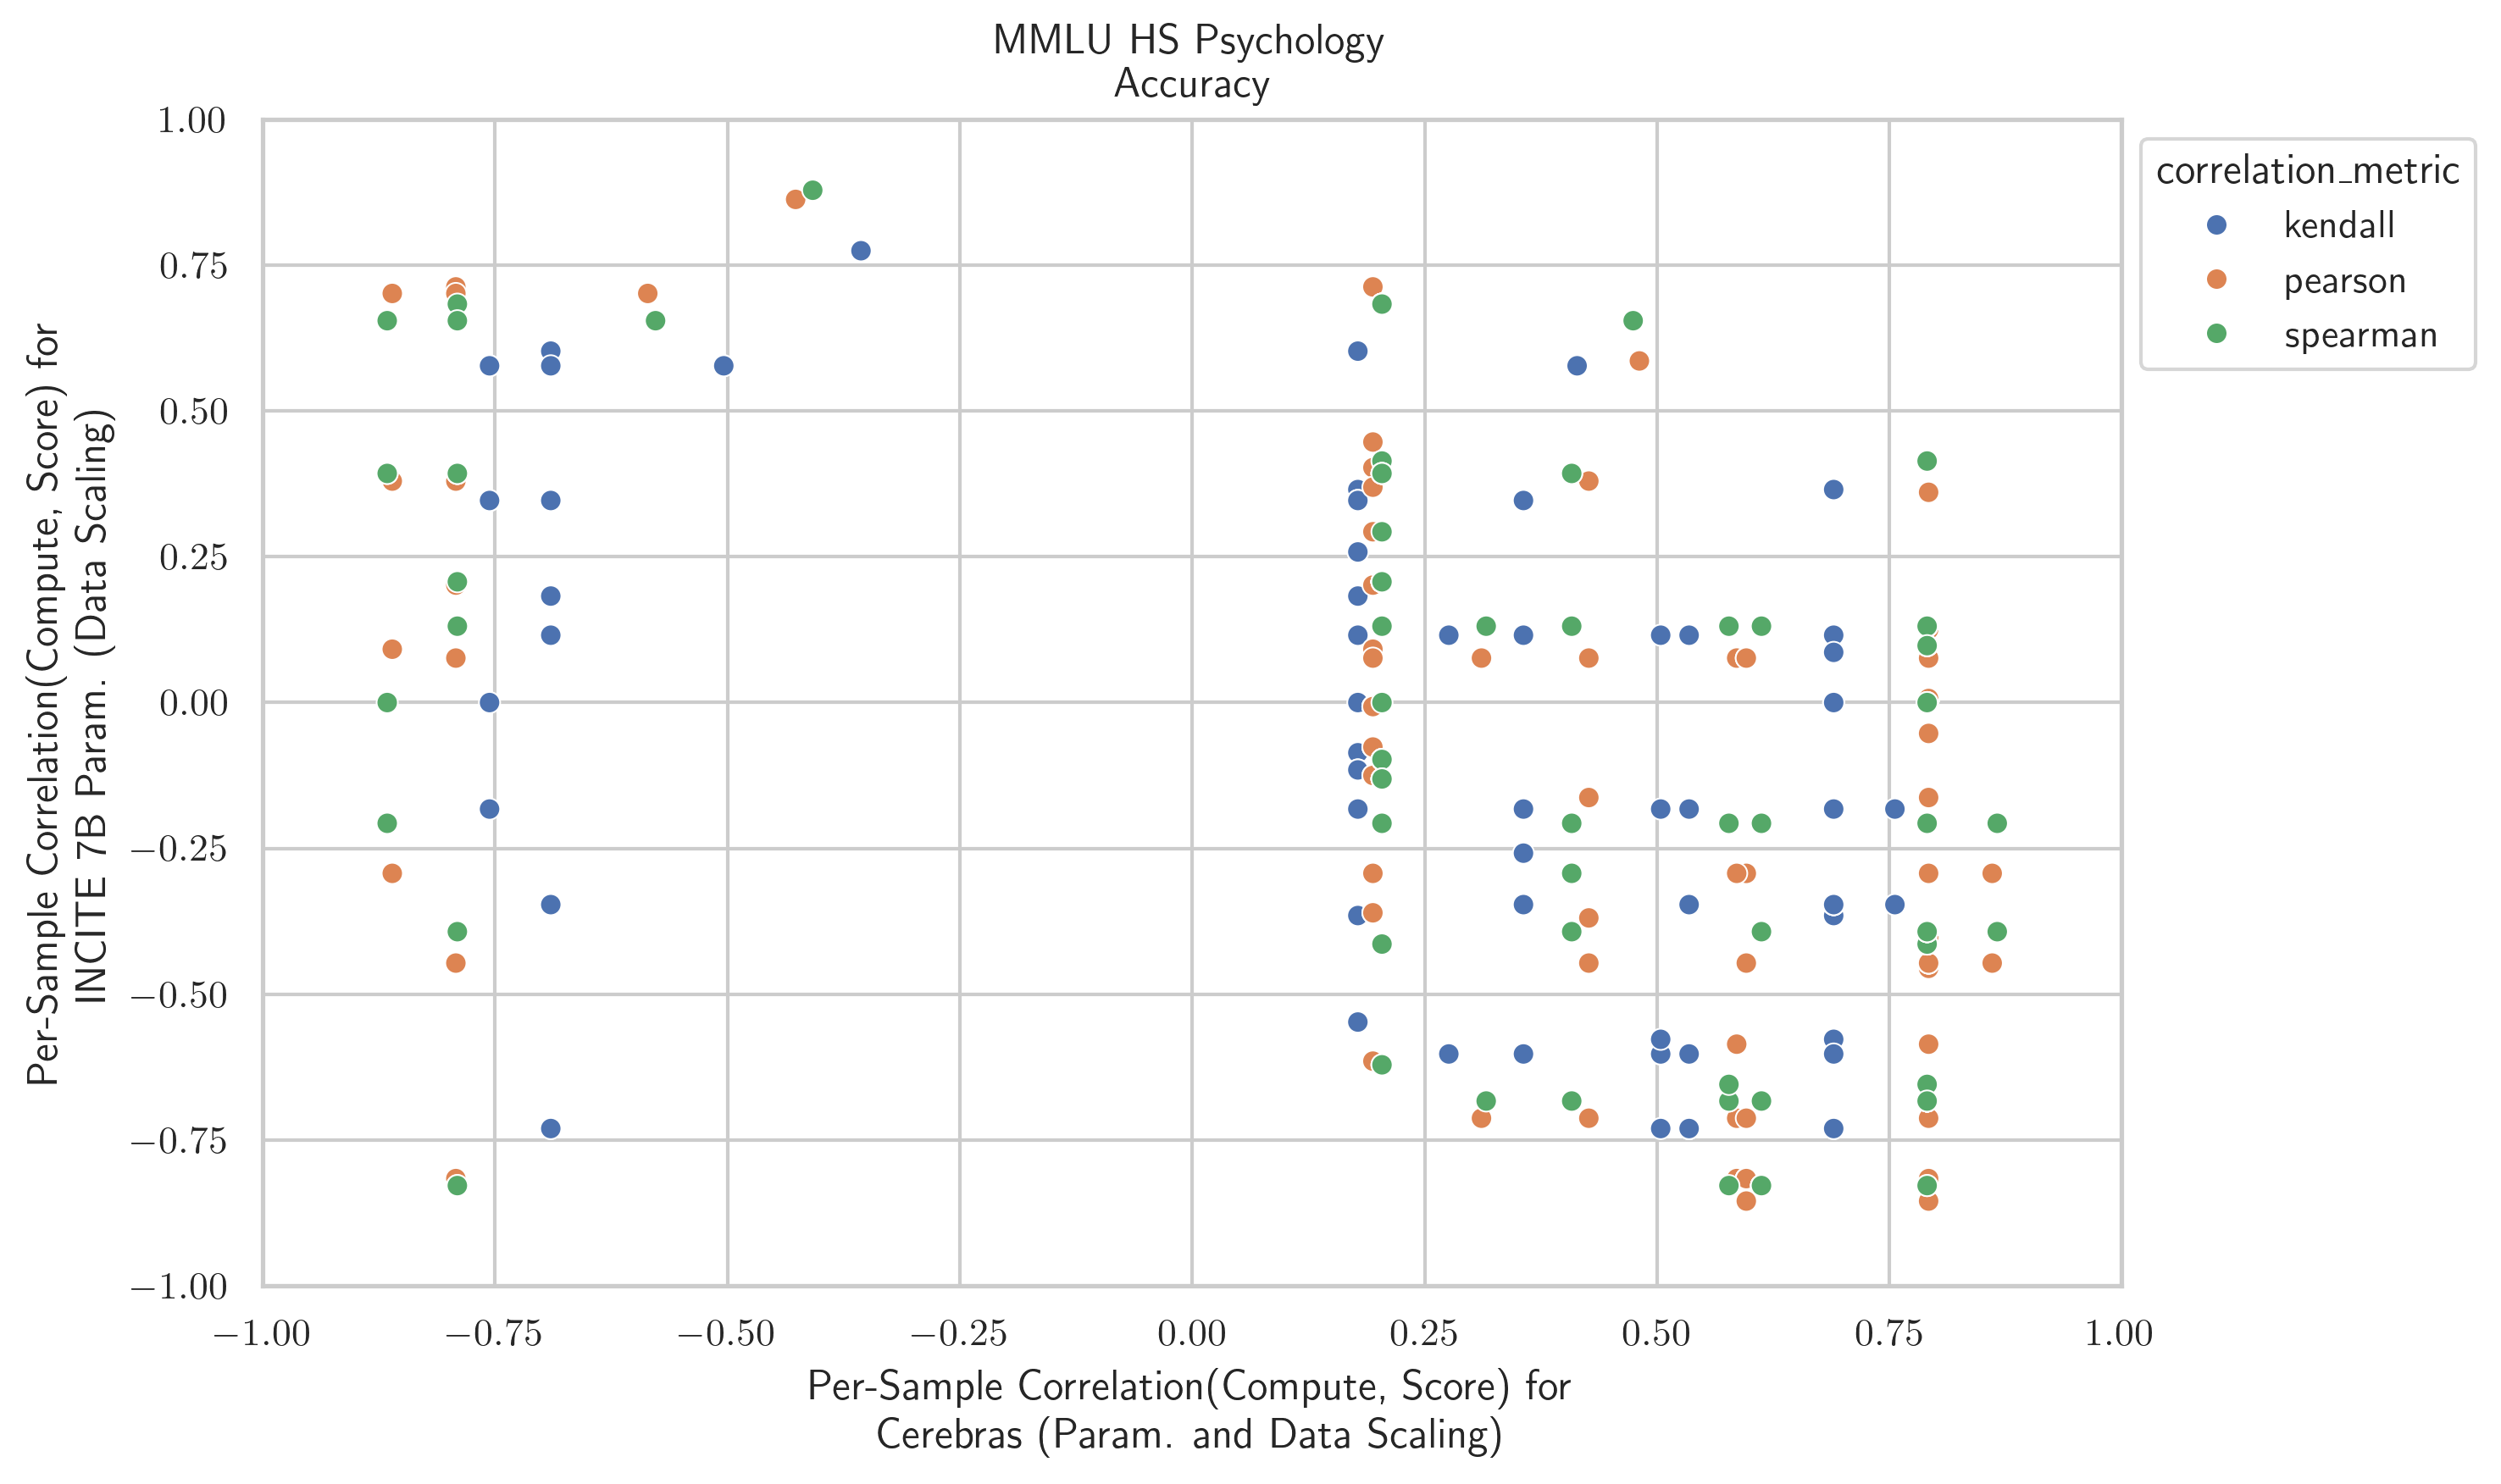 MMLU HS Psychology
Accuracy
1.00
0.75
0.50
0.25
0.00
−0.25
−0.50
−0.75
−1.00
Per-Sample Correlation(Compute, Score) for
INCITE 7B Param. (Data Scaling)
−1.00 −0.75 −0.50 −0.25 0.00 0.25 0.50 0.75 1.00
Per-Sample Correlation(Compute, Score) for
Cerebras (Param. and Data Scaling)
correlation_metric
kendall
pearson
spearman